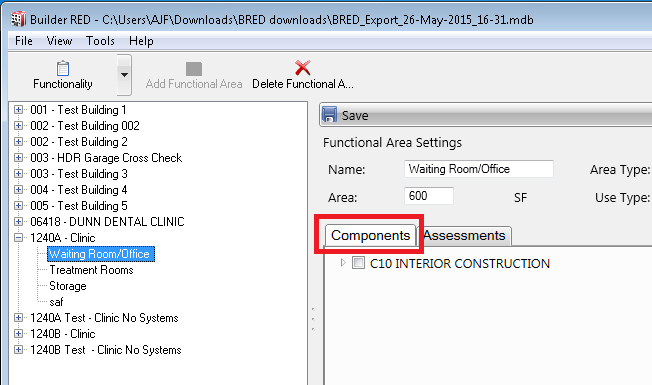 Builder RED - C:\Users\AJF\Downloads\BRED downloads\BRED_Export_26-May-2015_16-31.mdb
File View Tools Help
Functionality Add Functional Area Delete Functional A...
001 - Test Building 1
002 - Test Building 002
002 - Test Building 2
003 - HDR Garage Cross Check
003 - Test Building 3
004 - Test Building 4
005 - Test Building 5
06418 - DUNN DENTAL CLINIC
1240A - Clinic
Waiting Room/Office
Treatment Rooms
Storage
saf
1240A Test - Clinic No Systems
1240B - Clinic
1240B Test - Clinic No Systems
Save
Functional Area Settings
Name: Waiting Room/Office Area Type:
Area: 600 SF Use Type:
Components Assessments
C10 INTERIOR CONSTRUCTION